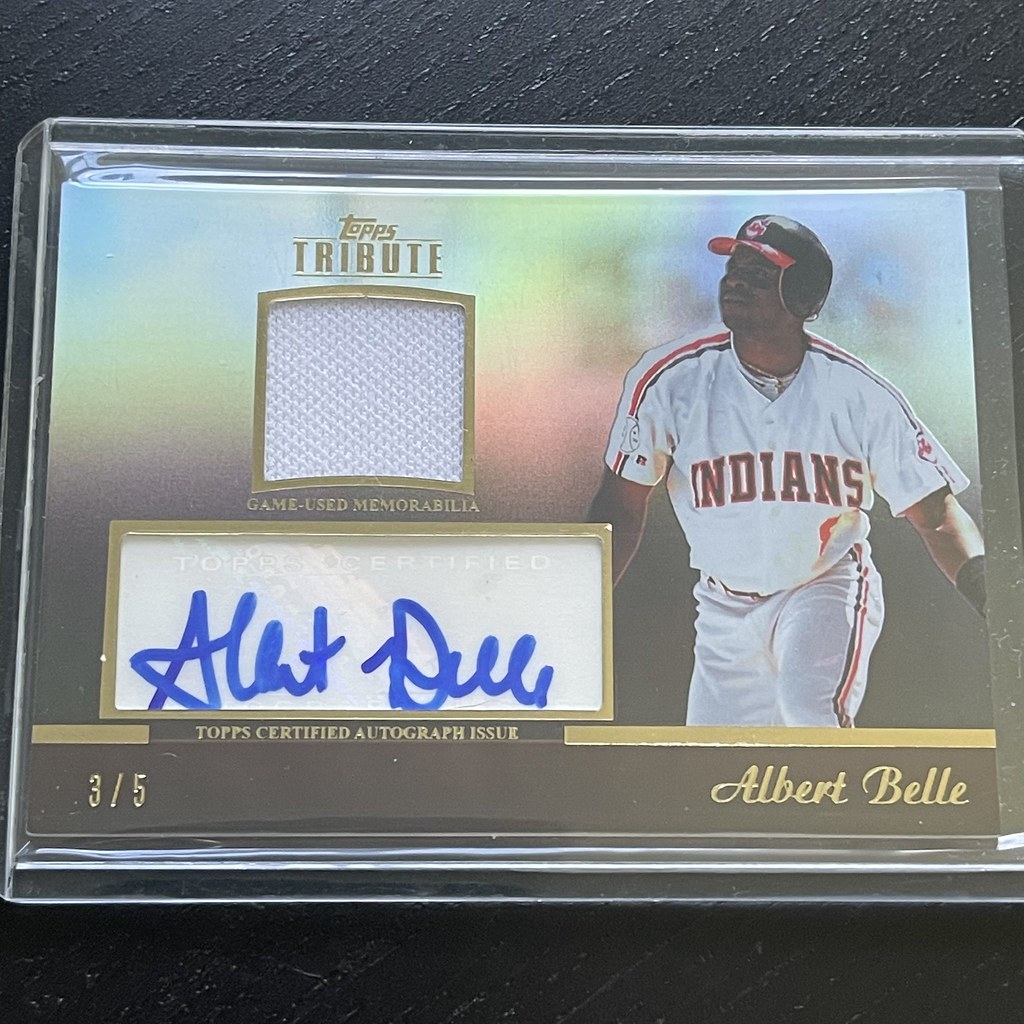 topps
TRIBUTE
GAME-USED MEMORABILIA
INDIANS
TOPPS CERTIFIED
Albert Belle
TOPPS CERTIFIED AUTOGRAPH ISSUE
3/5
Albert Belle